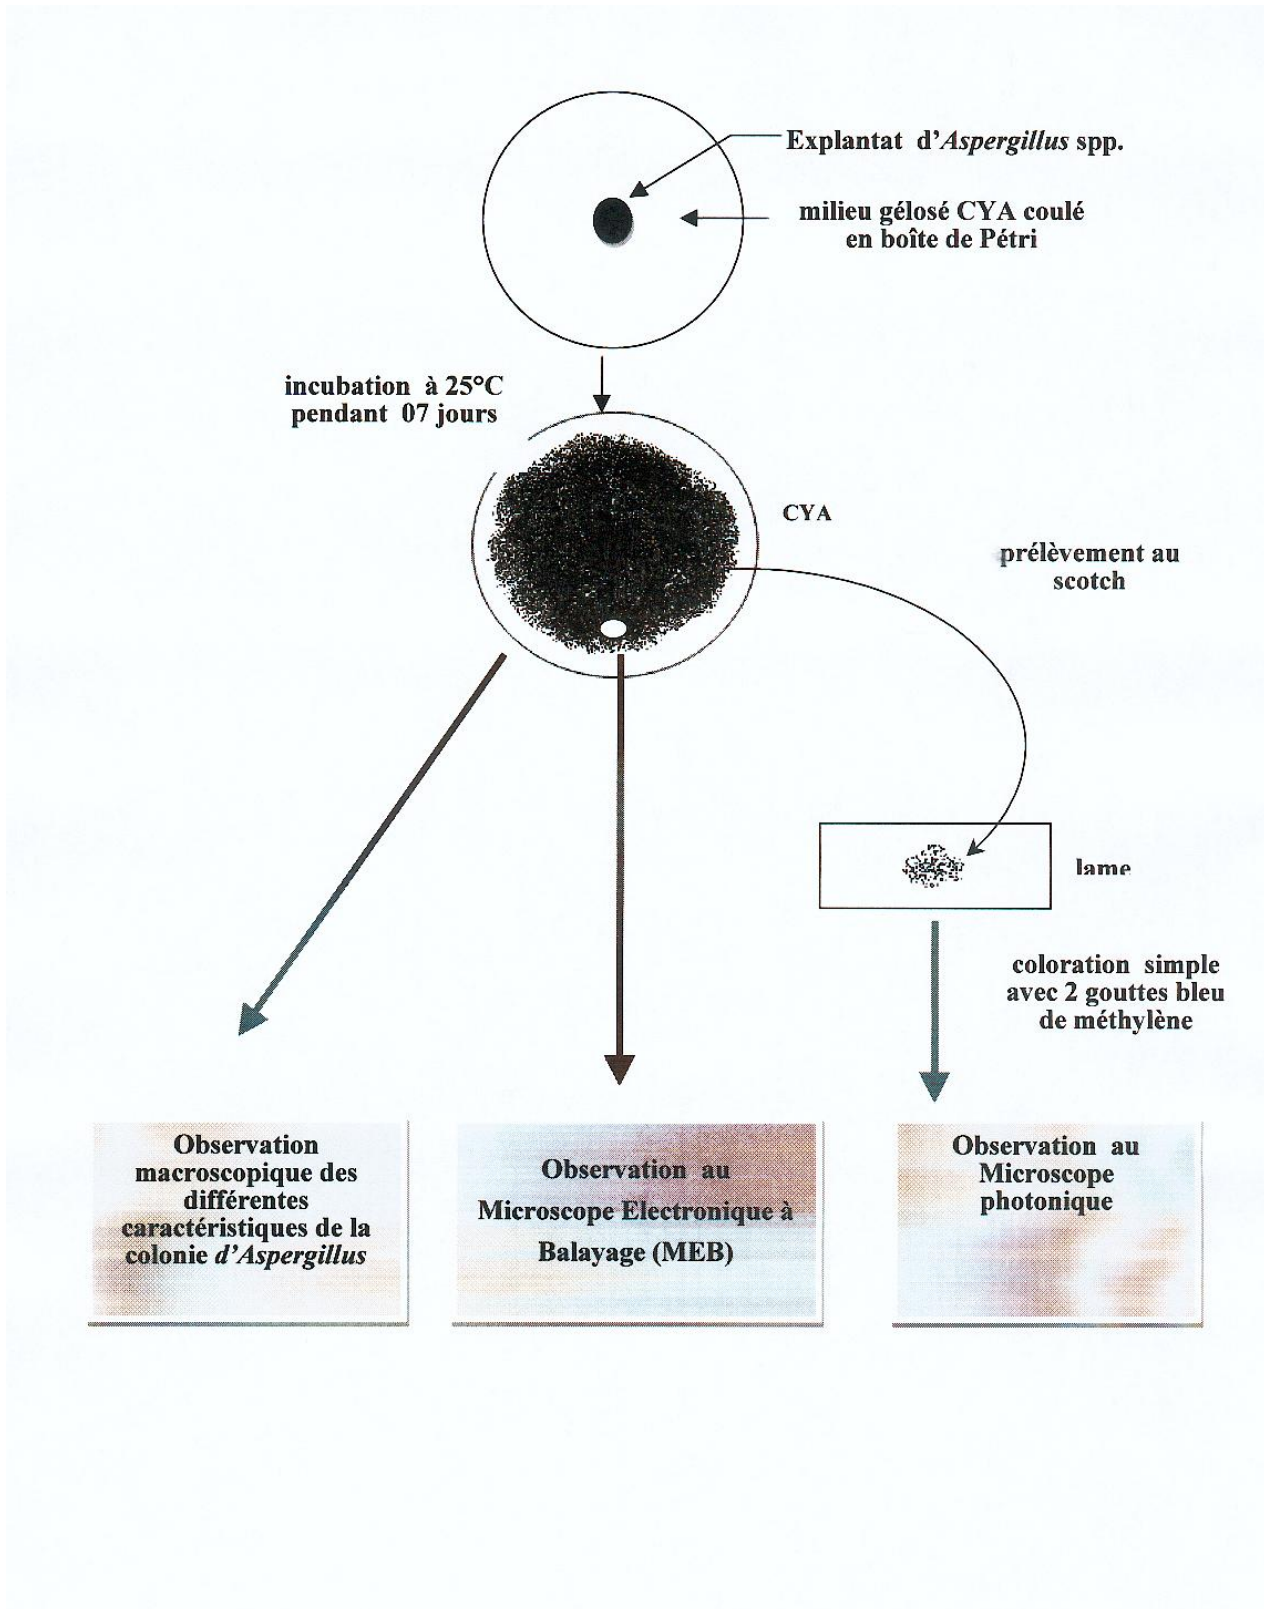 Explantat d'Aspergillus spp.
milieu gélosé CYA coulé
en boîte de Pétri
incubation à 25°C
pendant 07 jours
CYA
prélèvement au
scotch
lame
coloration simple
avec 2 gouttes bleu
de méthylène
Observation
macroscopique des
différentes
caractéristiques de la
colonie d'Aspergillus
Observation au
Microscope Electronique à
Balayage (MEB)
Observation au
Microscope
photonique